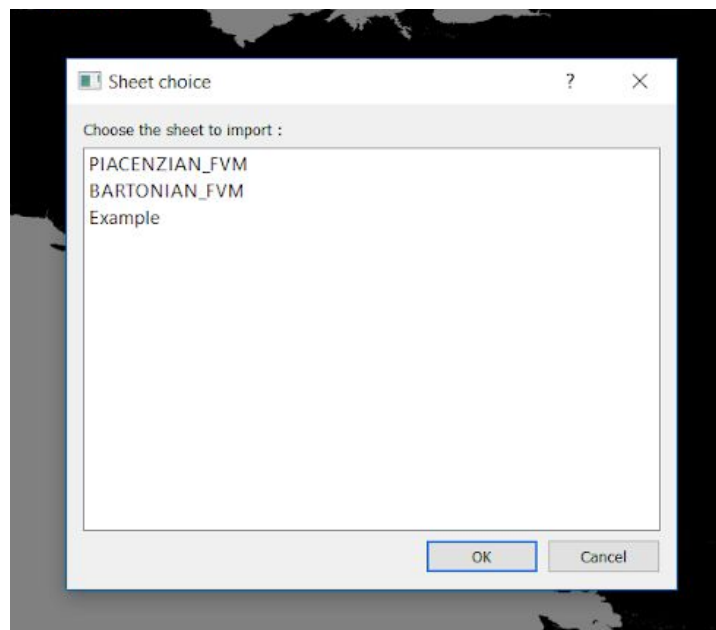 Sheet choice ?
Choose the sheet to import :
PIACENZIAN_FVM
BARTONIAN_FVM
Example
OK Cancel